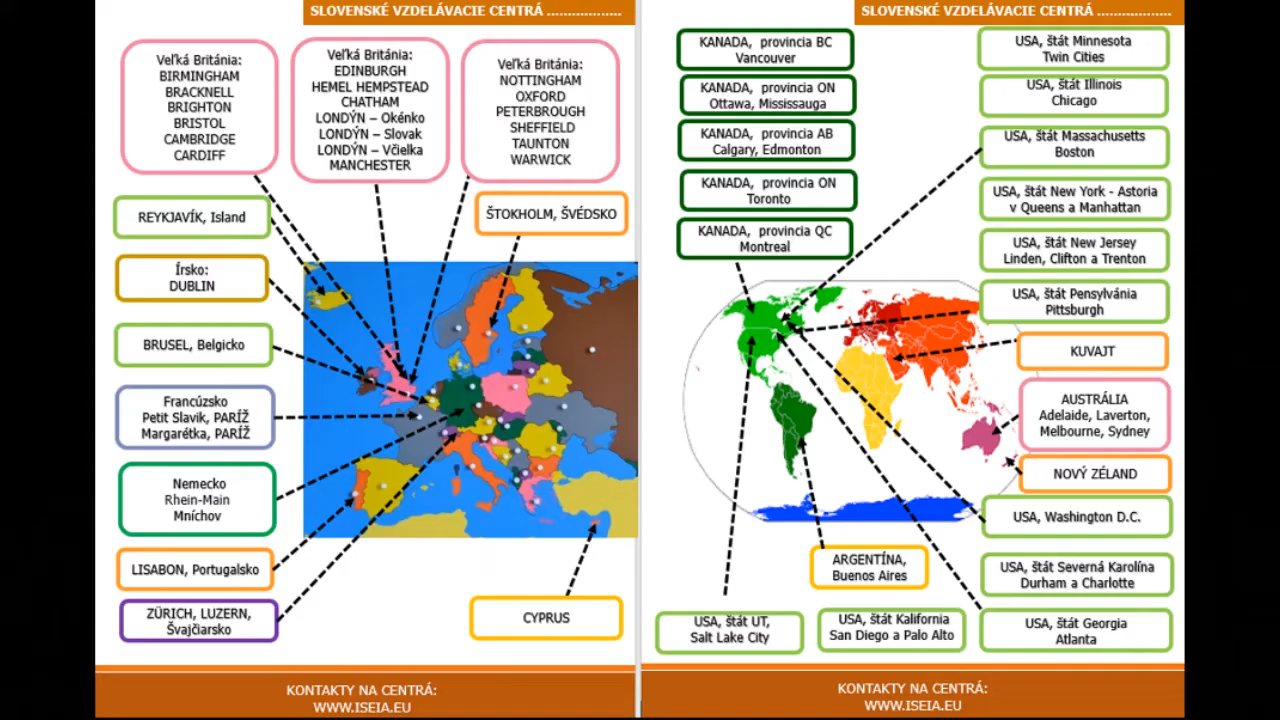 SLOVENSKÉ VZDELÁVACIE CENTRÁ ..................
Veľká Británia:
BIRMINGHAM
BRACKNELL
BRIGHTON
BRISTOL
CAMBRIDGE
CARDIFF
Veľká Británia:
EDINBURGH
HEMEL HEMPSTEAD
CHATHAM
LONDÝN – Okénko
LONDÝN – Slovak
LONDÝN – Včielka
MANCHESTER
Veľká Británia:
NOTTINGHAM
OXFORD
PETERBROUGH
SHEFFIELD
TAUNTON
WARWICK
REYKJAVÍK, Island
ŠTOKHOLM, ŠVÉDSKO
Írsko:
DUBLIN
BRUSEL, Belgicko
Francúzsko
Petit Slavik, PARÍŽ
Margarétka, PARÍŽ
Nemecko
Rhein-Main
Mníchov
LISABON, Portugalsko
ZÜRICH, LUZERN,
Švajčiarsko
CYPRUS
KONTAKTY NA CENTRÁ:
WWW.ISEIA.EU
SLOVENSKÉ VZDELÁVACIE CENTRÁ ..................
KANADA, provincia BC
Vancouver
KANADA, provincia ON
Ottawa, Mississauga
KANADA, provincia AB
Calgary, Edmonton
KANADA, provincia ON
Toronto
KANADA, provincia QC
Montreal
USA, štát Minnesota
Twin Cities
USA, štát Illinois
Chicago
USA, štát Massachusetts
Boston
USA, štát New York - Astoria
v Queens a Manhattan
USA, štát New Jersey
Linden, Clifton a Trenton
USA, štát Pensylvánia
Pittsburgh
KUVAJT
AUSTRÁLIA
Adelaide, Laverton,
Melbourne, Sydney
NOVÝ ZÉLAND
USA, Washington D.C.
ARGENTÍNA,
Buenos Aires
USA, štát Severná Karolína
Durham a Charlotte
USA, štát UT,
Salt Lake City
USA, štát Kalifornia
San Diego a Palo Alto
USA, štát Georgia
Atlanta
KONTAKTY NA CENTRÁ:
WWW.ISEIA.EU